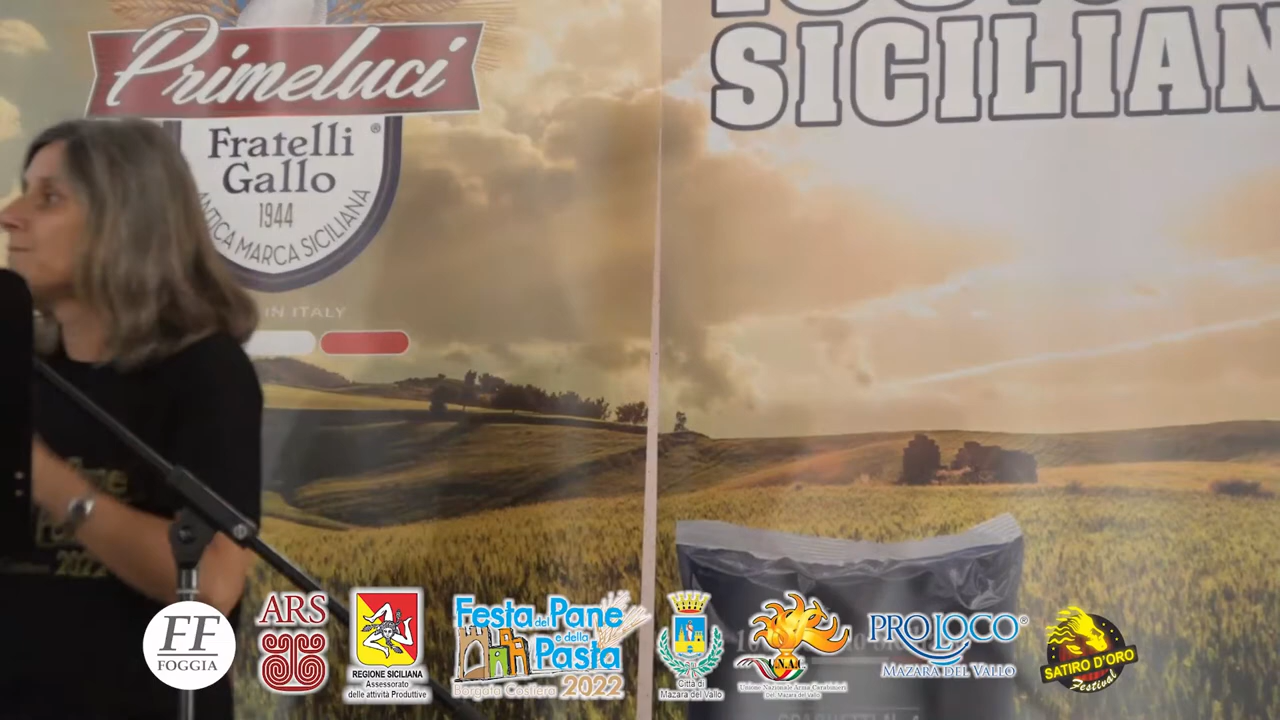 Primeluci
SICILIAN
Fratelli
Gallo
®
1944
ANTICA MARCA SICILIANA
IN ITALY
2022
FF
FOGGIA
ARS
REGIONE SICILIANA
Assessorato
delle attività Produttive
Festa del Pane
e della
Pasta
Borgata Costiera 2022
Città di
Mazara del Vallo
Unione Nazionale Arma Carabinieri
PRO LOCO®
MAZARA DEL VALLO
SATIRO D'ORO
Festival